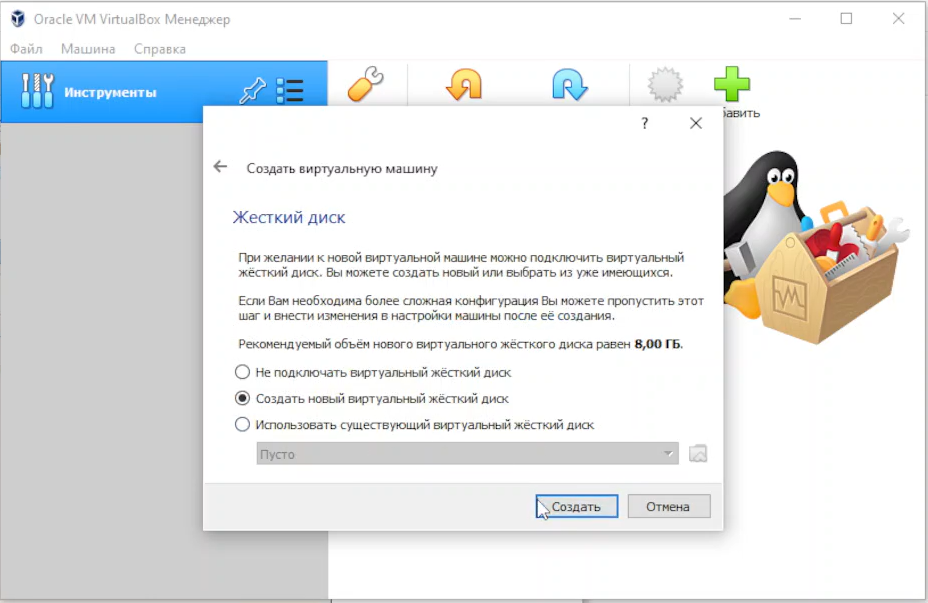 Oracle VM VirtualBox Менеджер
Файл Машина Справка
Инструменты
?
Создать виртуальную машину
Жесткий диск
При желании к новой виртуальной машине можно подключить виртуальный
жёсткий диск. Вы можете создать новый или выбрать из уже имеющихся.
Если Вам необходима более сложная конфигурация Вы можете пропустить этот
шаг и внести изменения в настройки машины после её создания.
Рекомендуемый объём нового виртуального жёсткого диска равен 8,00 ГБ.
Не подключать виртуальный жёсткий диск
Создать новый виртуальный жёсткий диск
Использовать существующий виртуальный жёсткий диск
Пусто
Создать Отмена